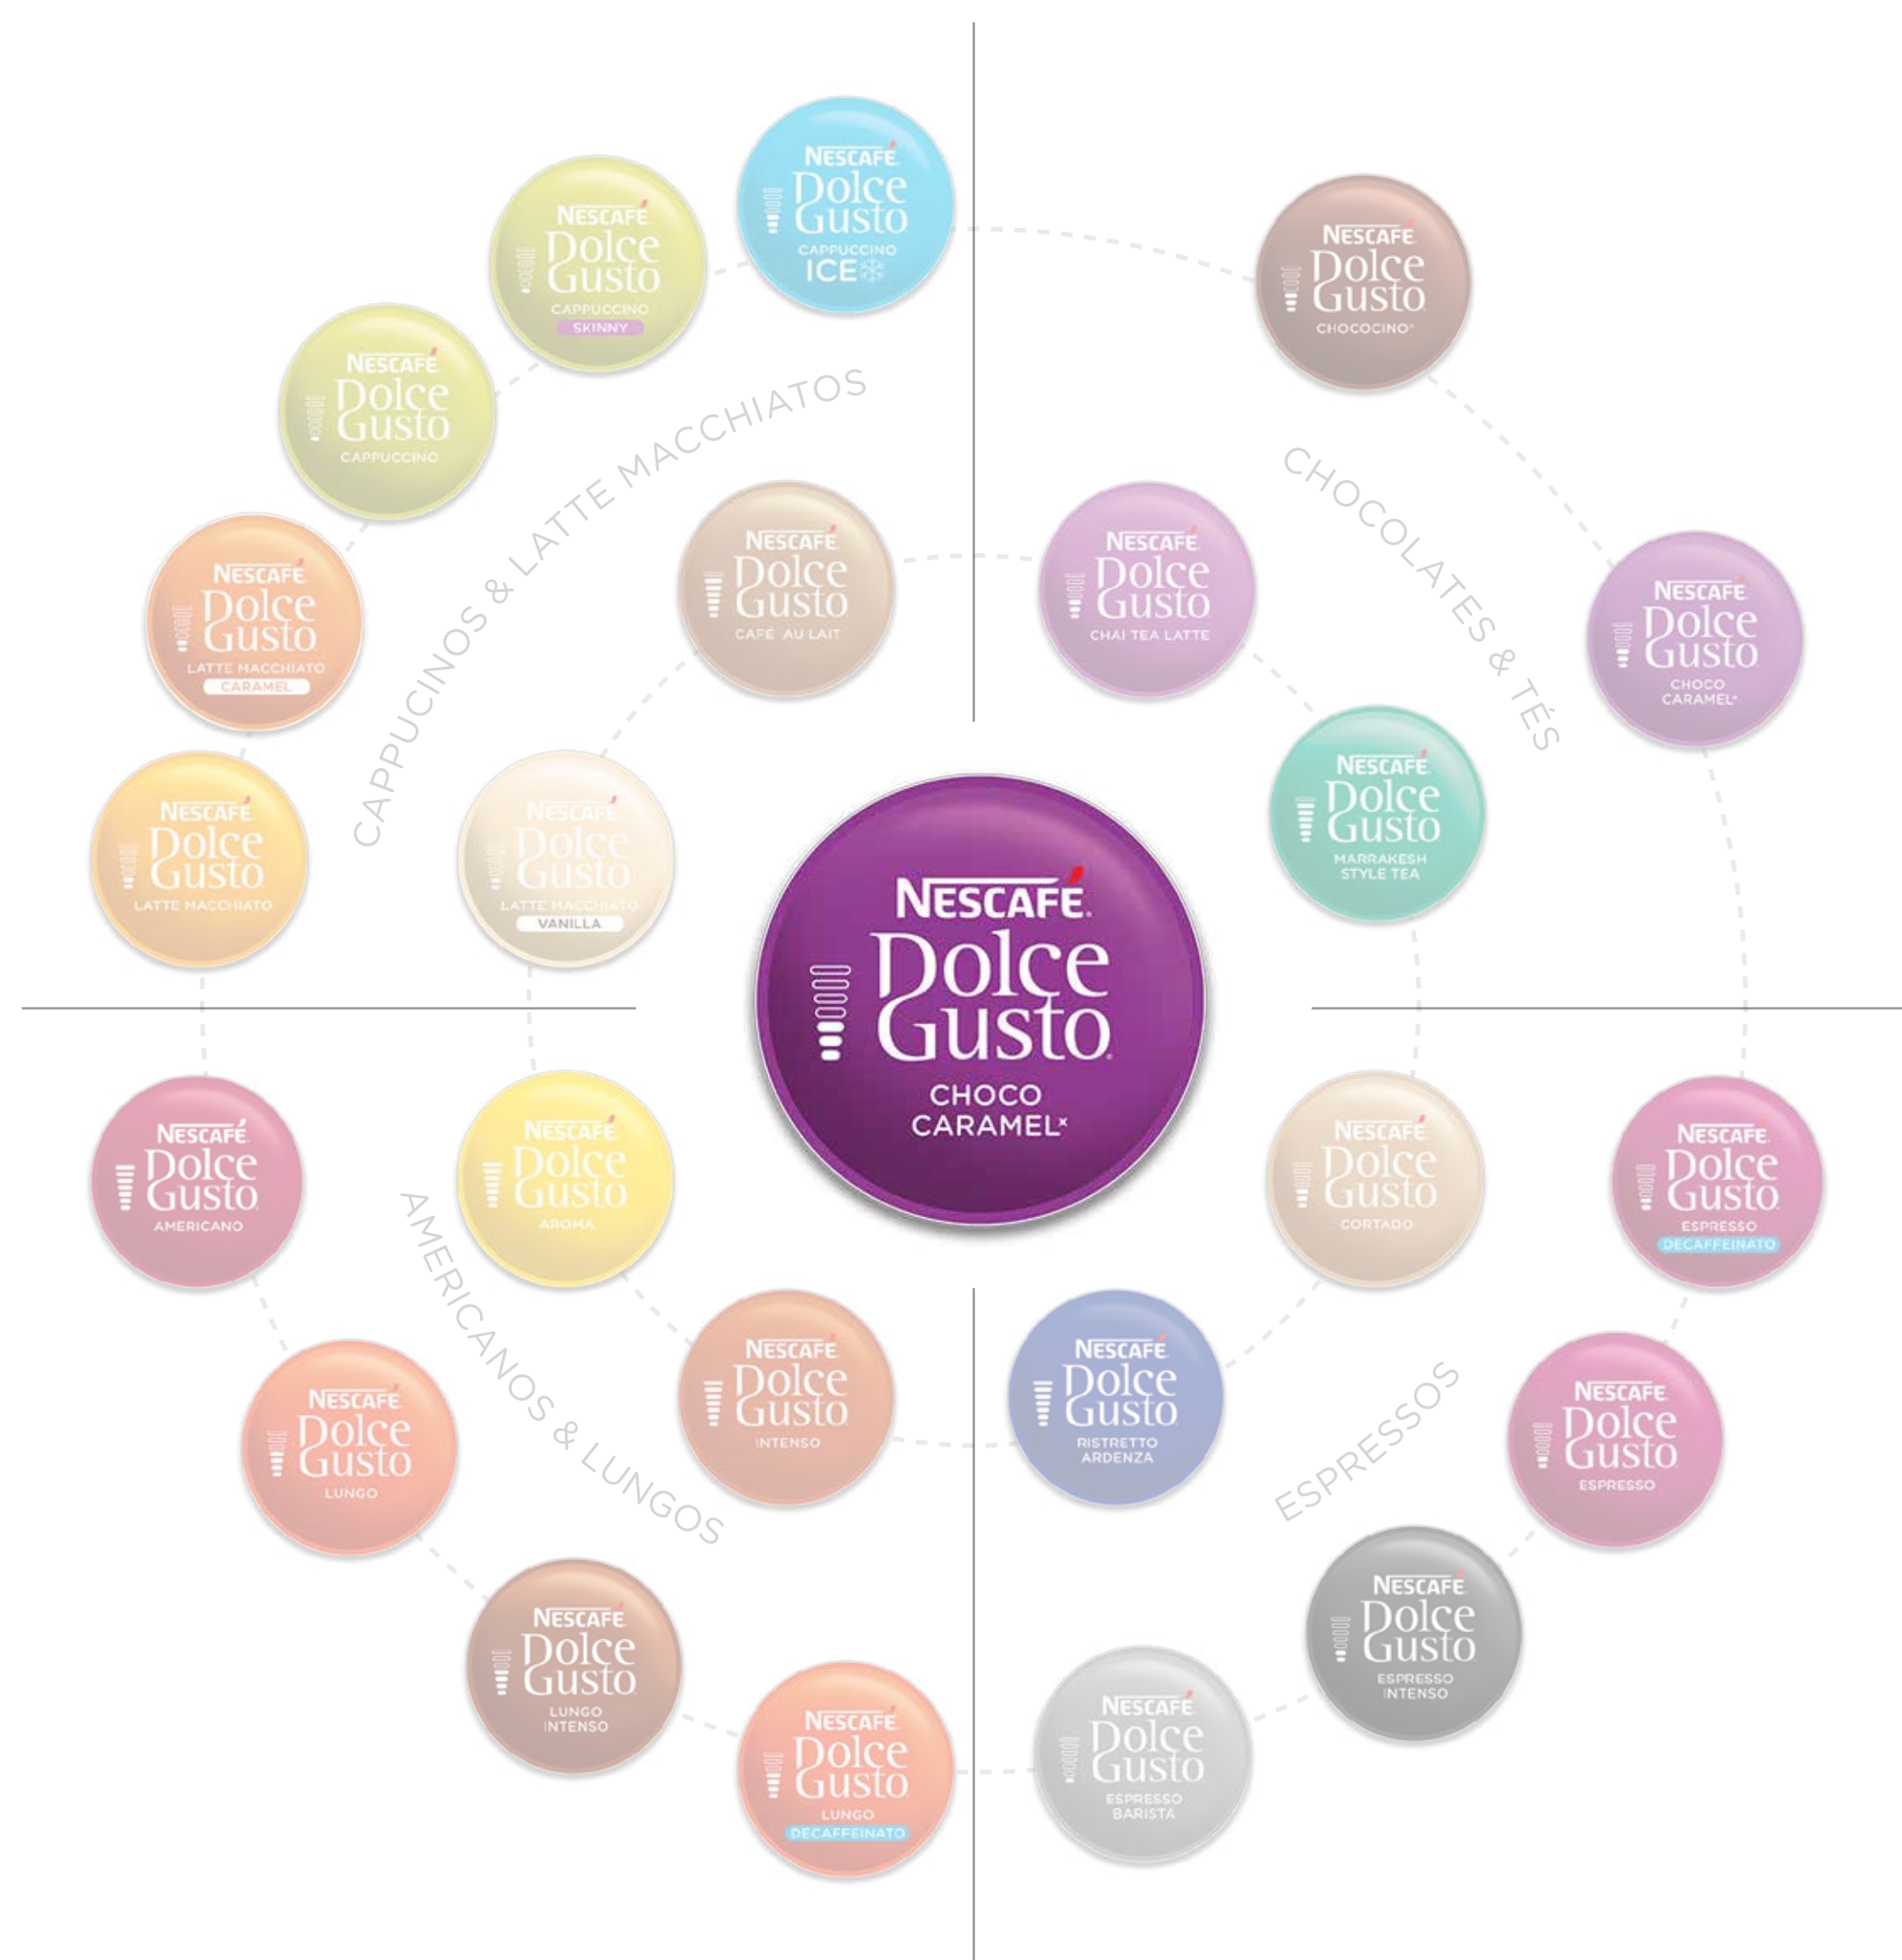 NESCAFÉ
Dolce
Gusto
CAPPUCCINO
ICE
NESCAFÉ
Dolce
Gusto
CAPPUCCINO
SKINNY
NESCAFÉ
Dolce
Gusto
CAPPUCCINO
NESCAFÉ
Dolce
Gusto
LATTE MACCHIATO
CARAMEL
NESCAFÉ
Dolce
Gusto
LATTE MACCHIATO
CAPPUCINOS & LATTE MACCHIATOS
NESCAFÉ
Dolce
Gusto
CAFÉ AU LAIT
NESCAFÉ
Dolce
Gusto
LATTE MACCHIATO
VANILLA
NESCAFÉ
Dolce
Gusto
CHOCOCINO*
NESCAFÉ
Dolce
Gusto
CHOCO
CARAMEL*
CHOCOLATES & TÉS
NESCAFÉ
Dolce
Gusto
CHAI TEA LATTE
NESCAFÉ
Dolce
Gusto
MARRAKESH
STYLE TEA
NESCAFÉ
Dolce
Gusto
CHOCO
CARAMEL*
NESCAFÉ
Dolce
Gusto
AMERICANO
NESCAFÉ
Dolce
Gusto
AROMA
AMERICANOS & LUNGOS
NESCAFÉ
Dolce
Gusto
INTENSO
NESCAFÉ
Dolce
Gusto
LUNGO
NESCAFÉ
Dolce
Gusto
LUNGO
INTENSO
NESCAFÉ
Dolce
Gusto
LUNGO
DECAFFEINATO
NESCAFÉ
Dolce
Gusto
CORTADO
NESCAFÉ
Dolce
Gusto
ESPRESSO
DECAFFEINATO
NESCAFÉ
Dolce
Gusto
RISTRETTO
ARDENZA
ESPRESSOS
NESCAFÉ
Dolce
Gusto
ESPRESSO
NESCAFÉ
Dolce
Gusto
ESPRESSO
INTENSO
NESCAFÉ
Dolce
Gusto
ESPRESSO
BARISTA